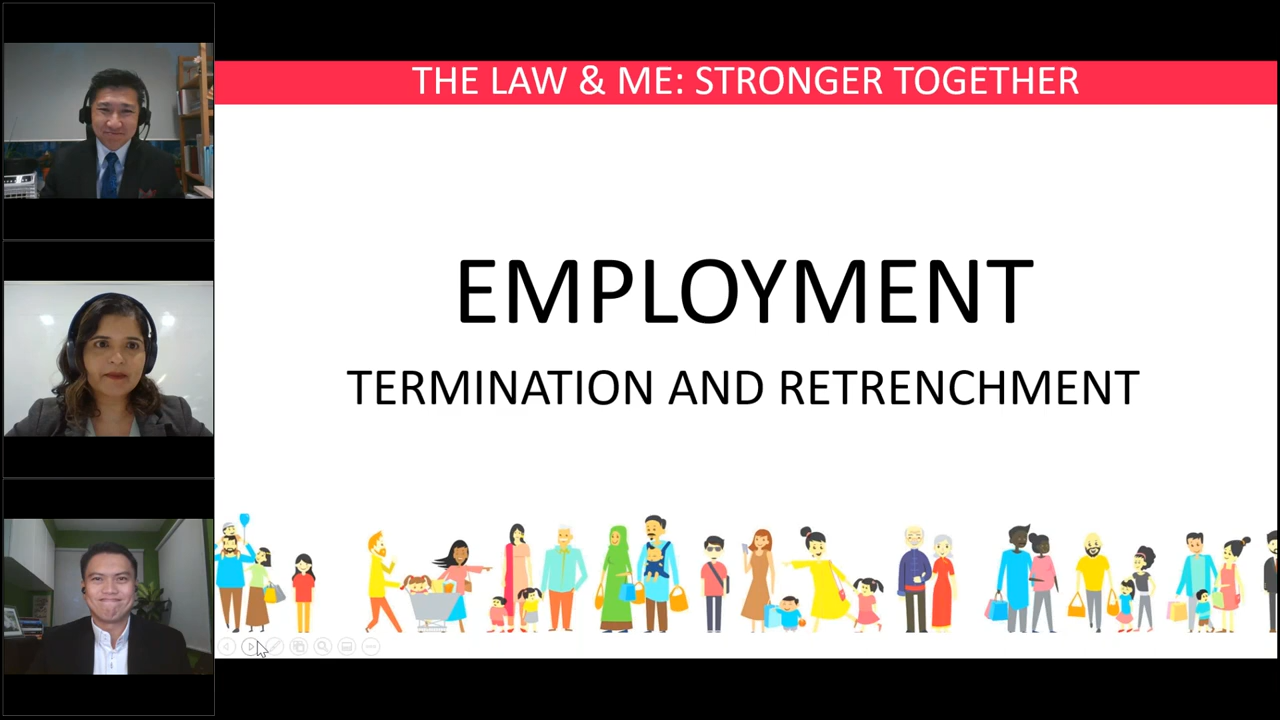 THE LAW & ME: STRONGER TOGETHER
EMPLOYMENT
TERMINATION AND RETRENCHMENT